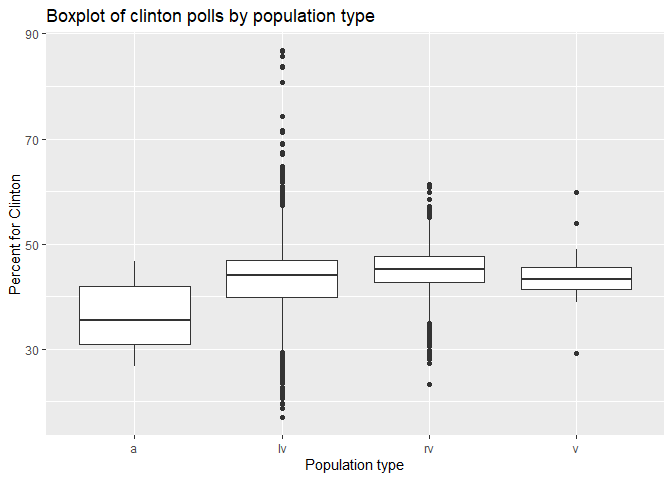 Boxplot of clinton polls by population type
90
70
50
30
Percent for Clinton
a lv rv v
Population type